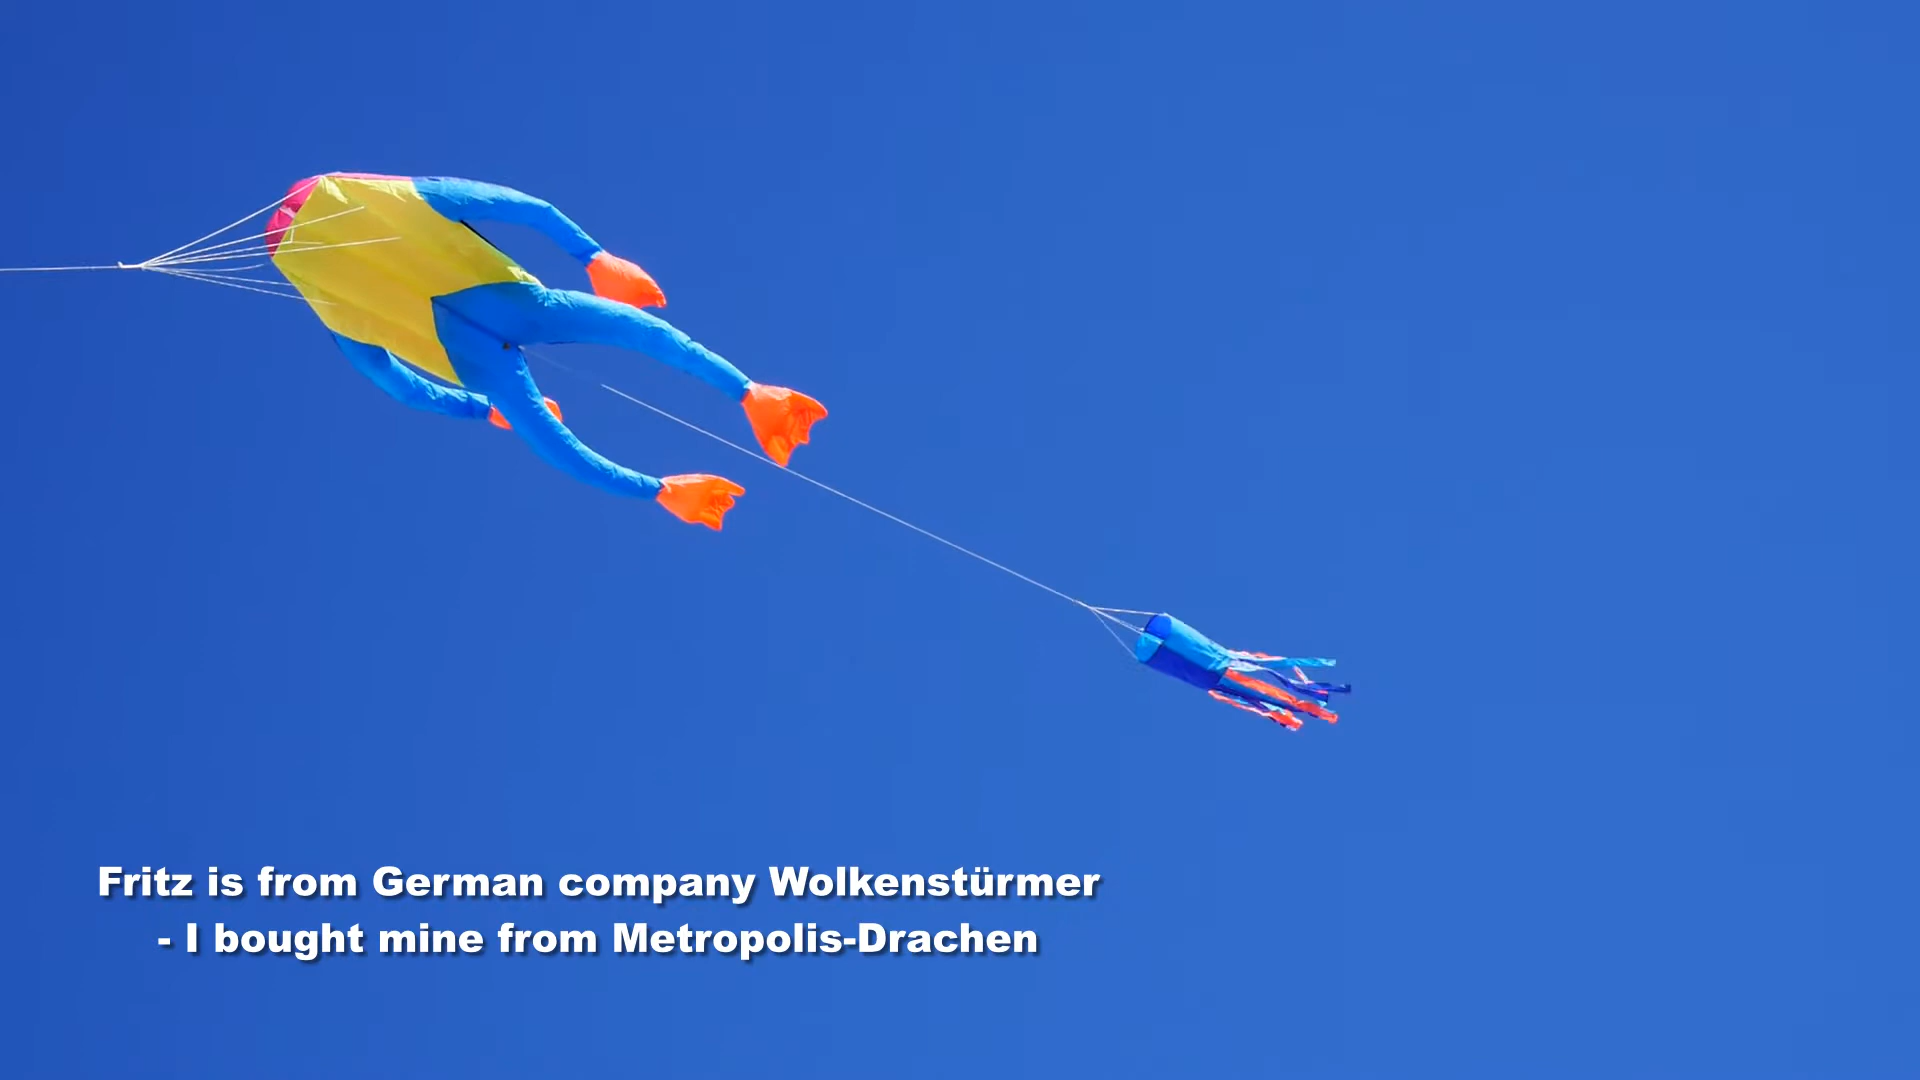 Fritz is from German company Wolkenstürmer
- I bought mine from Metropolis-Drachen